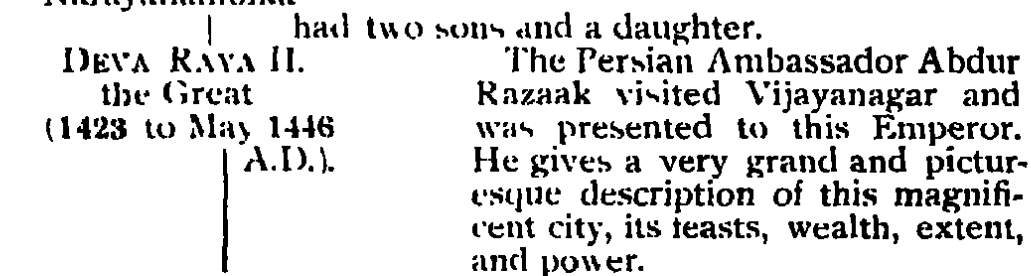 had two sons and a daughter.
DEVA RAYA II.
the Great
(1423 to May 1446
A.D.).
The Persian Ambassador Abdur
Razaak visited Vijayanagar and
was presented to this Emperor.
He gives a very grand and pictur-
esque description of this magnifi-
cent city, its feasts, wealth, extent,
and power.